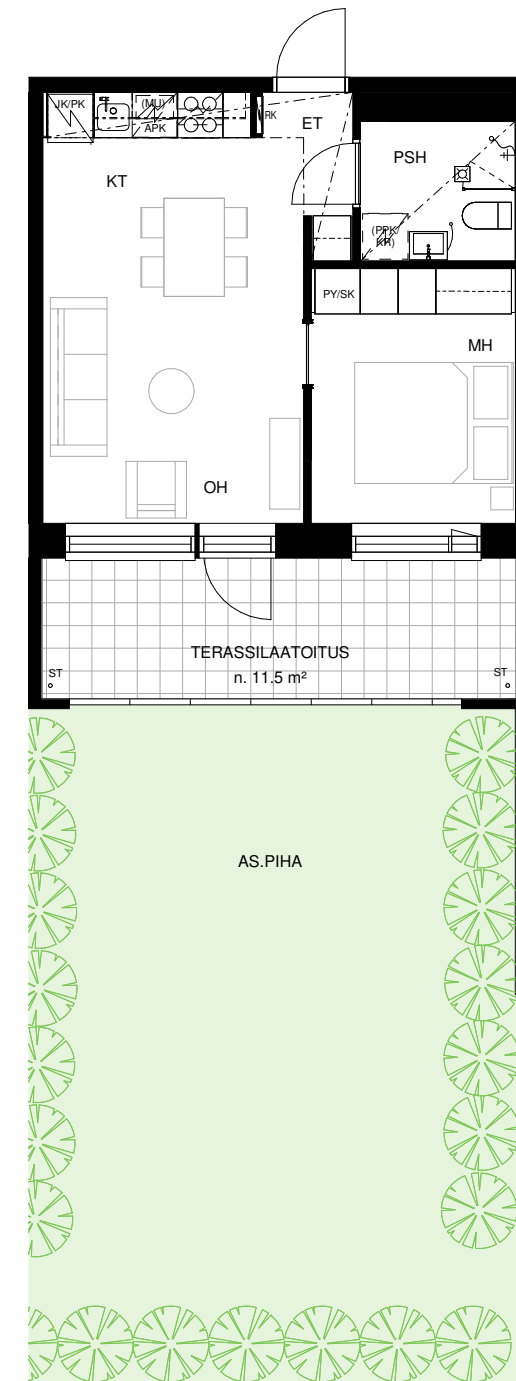 JK/PK
(MU)
APK
RK
ET
PSH
KT
(PPK/
KR)
PY/SK
MH
OH
TERASSILAATOITUS
n. 11.5 m²
ST
ST
AS.PIHA